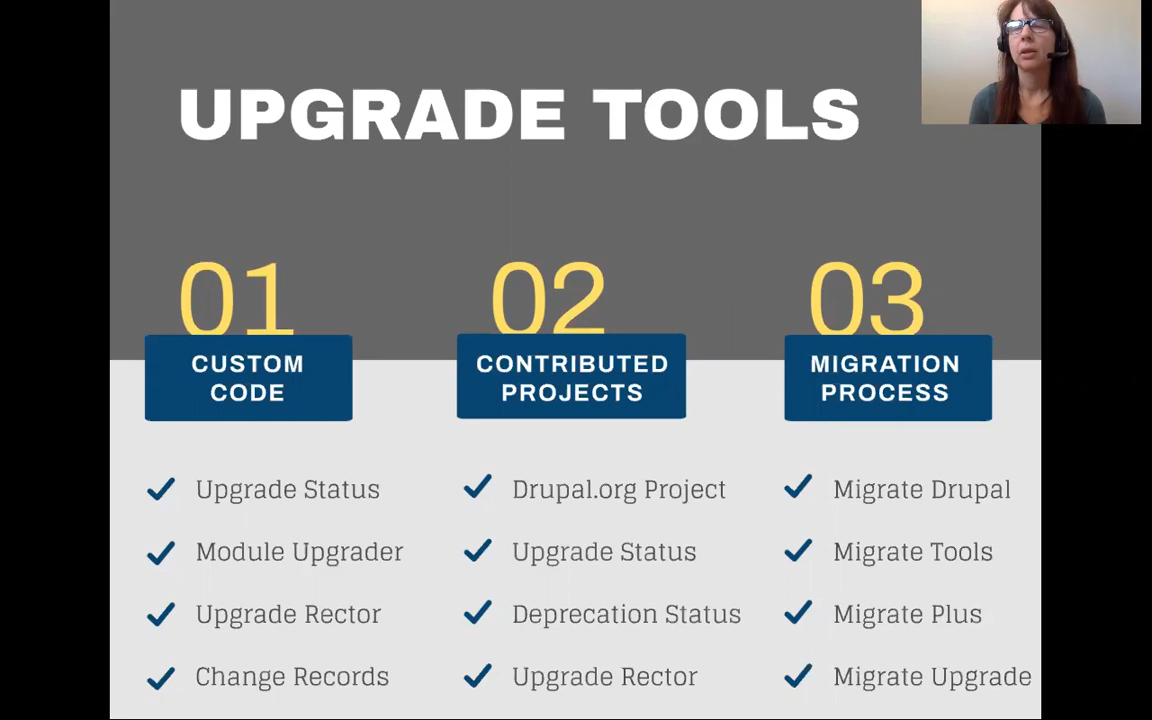 UPGRADE TOOLS
01
CUSTOM
CODE
Upgrade Status
Module Upgrader
Upgrade Rector
Change Records
02
CONTRIBUTED
PROJECTS
Drupal.org Project
Upgrade Status
Deprecation Status
Upgrade Rector
03
MIGRATION
PROCESS
Migrate Drupal
Migrate Tools
Migrate Plus
Migrate Upgrade